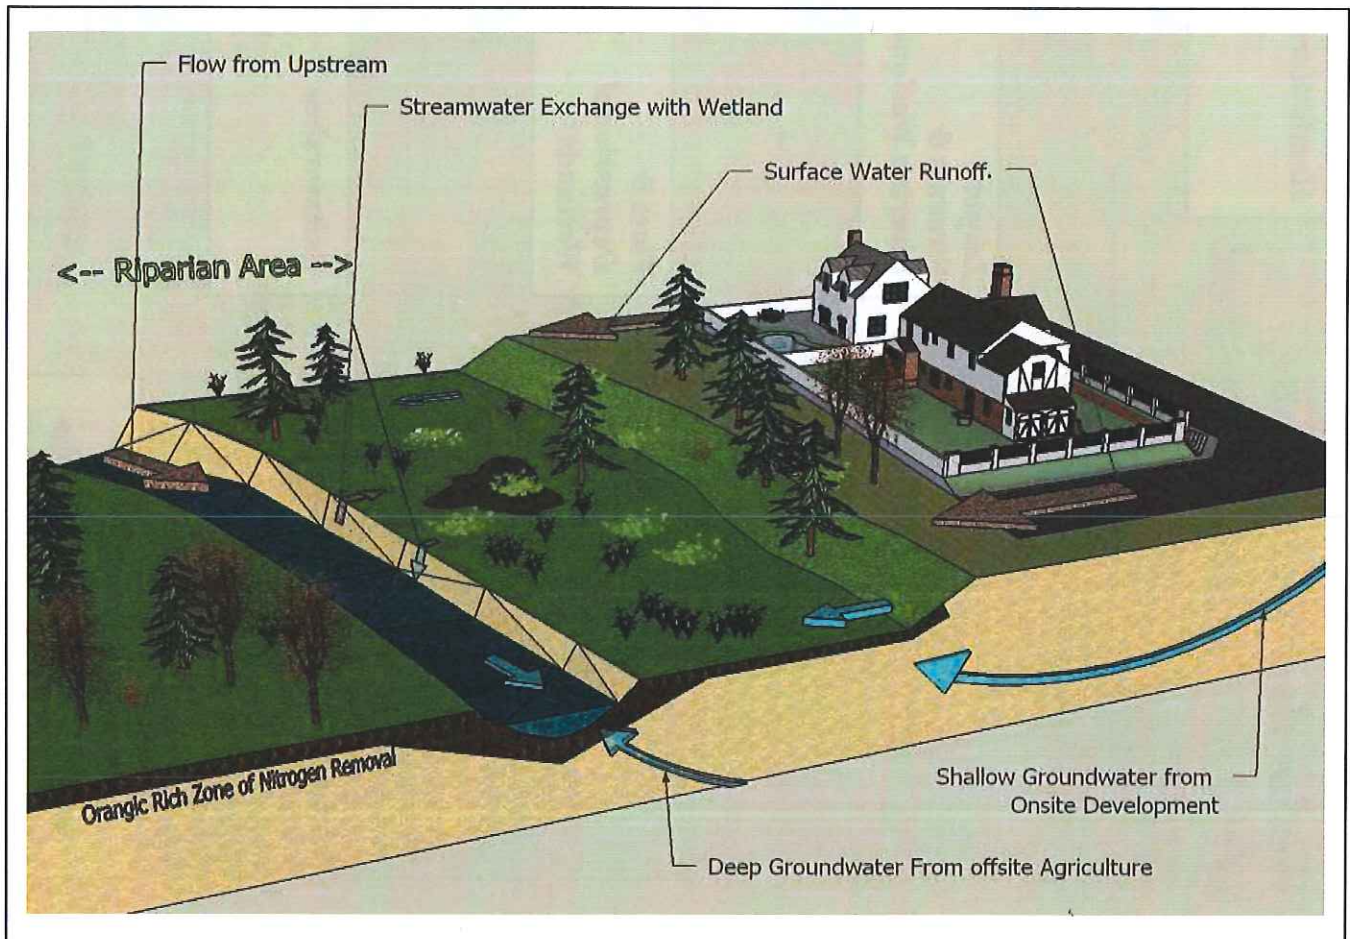 Flow from Upstream
Streamwater Exchange with Wetland
Surface Water Runoff.
<-- Riparian Area -->
Orangic Rich Zone of Nitrogen Removal
Shallow Groundwater from
Onsite Development
Deep Groundwater From offsite Agriculture